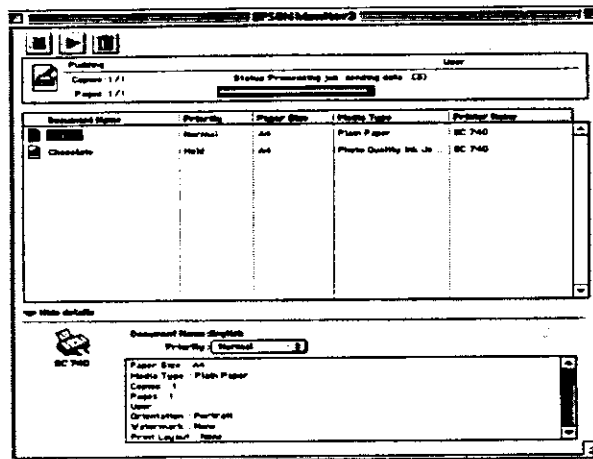 EPSON Monitor3
Pudding User
Copies 1/1 Status Processing job sending data (3)
Pages 1/1
Document Name Priority Paper Size Media Type Printer Name
Normal A4 Plain Paper SC 740
Chocolate Hold A4 Photo Quality Ink Je... SC 740
Hide details
Document Name: English
Priority: Normal
SC 740
Paper Size : A4
Media Type : Plain Paper
Copies : 1
Pages : 1
User
Orientation : Portrait
Watermark : None
Print Layout : None